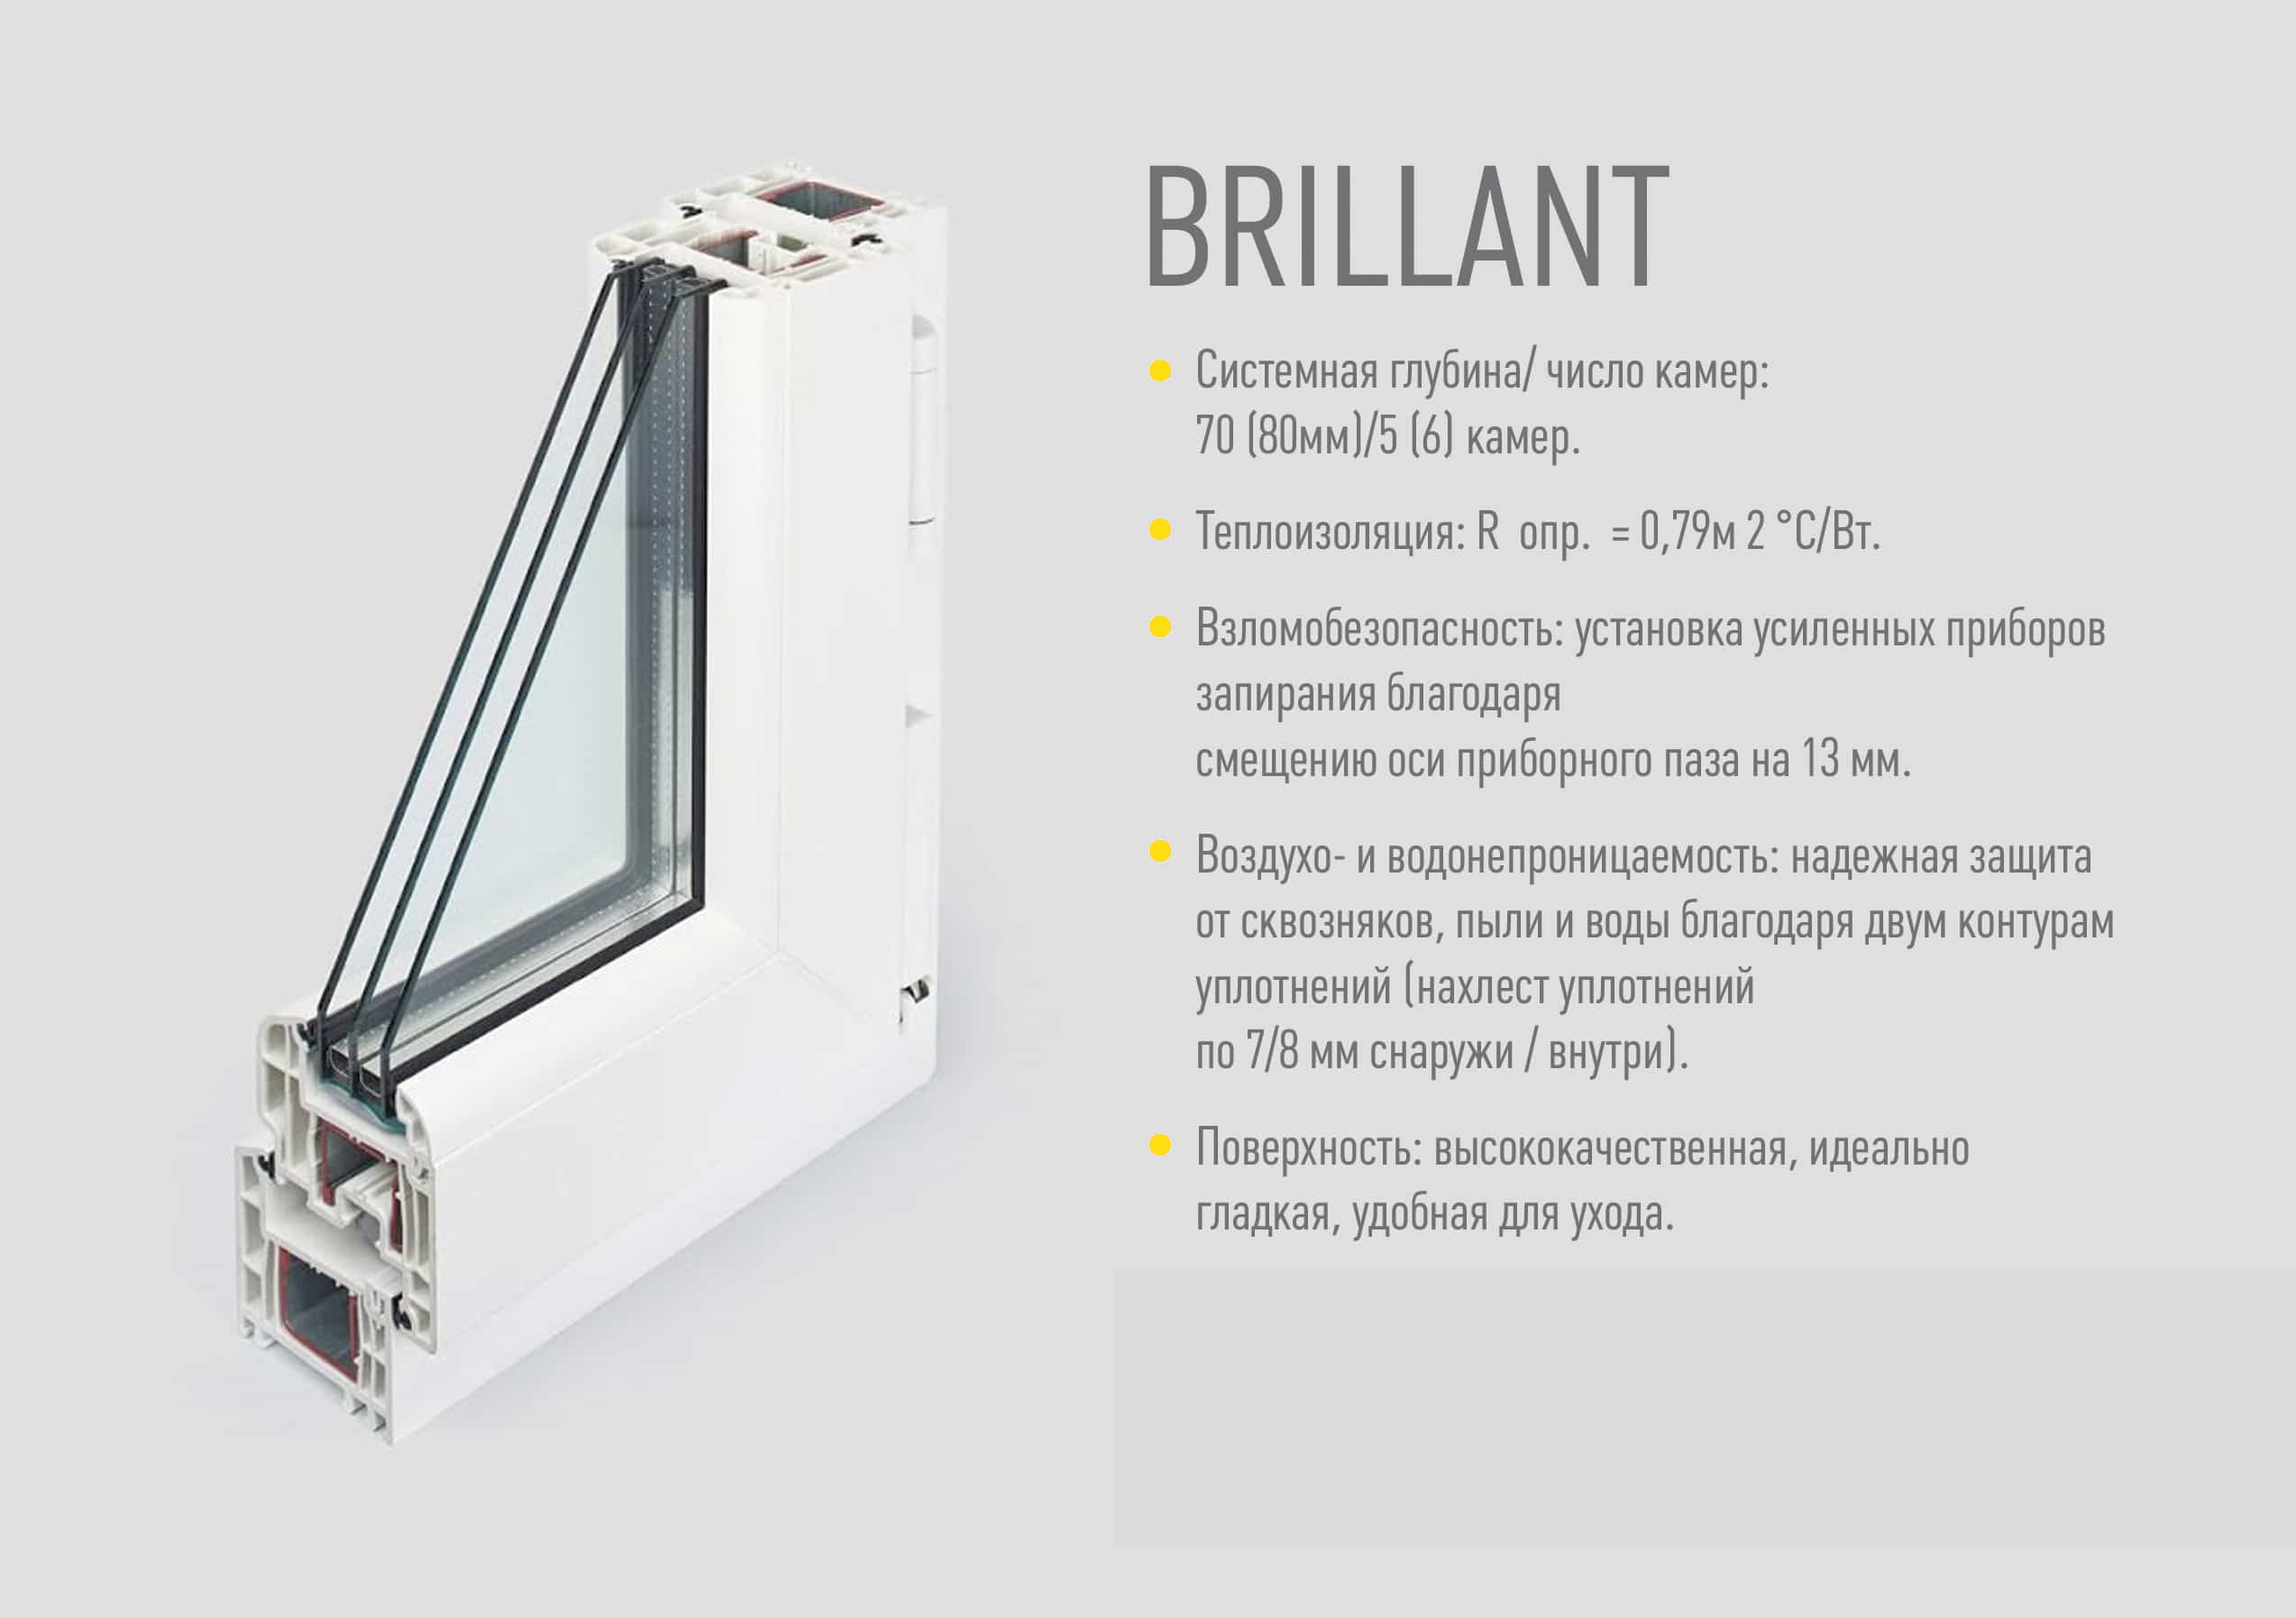 BRILLANT
Системная глубина/ число камер:
70 (80мм)/5 (6) камер.
Теплоизоляция: R опр. = 0,79м 2 °С/Вт.
Взломобезопасность: установка усиленных приборов
запирания благодаря
смещению оси приборного паза на 13 мм.
Воздухо- и водонепроницаемость: надежная защита
от сквозняков, пыли и воды благодаря двум контурам
уплотнений (нахлест уплотнений
по 7/8 мм снаружи / внутри).
Поверхность: высококачественная, идеально
гладкая, удобная для ухода.